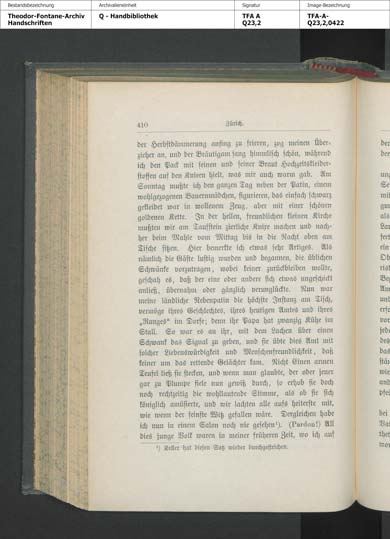 Bestandsbezeichnung
Archivalieneinheit
Signatur
Image-Bezeichnung
Theodor-Fontane-Archiv
Handschriften
Q - Handbibliothek
TFA A
Q23,2
TFA-A-
Q23,2,0422
410
Zürich.
der Herbstdämmerung anfing zu frieren, zog meinen Über-
zieher an, und der Bräutigam sang himmlisch schön, während
ich den Pack mit seinen und seiner Braut Hochzeitskleider-
stoffen auf den Knieen hielt, was mir auch warm gab. Am
Sonntag mußte ich den ganzen Tag neben der Patin, einem
wohlgezogenen Bauernmädchen, figurieren, das einfach schwarz
gekleidet war in wollenem Zeug, aber mit einer schönen
goldenen Kette. In der hellen, freundlichen kleinen Kirche
mußten wir am Taufstein zierliche Knixe machen und nach-
her beim Mahle vom Mittag bis in die Nacht oben am
Tische sitzen. Hier bemerkte ich etwas sehr Artiges. Als
nämlich die Gäste lustig wurden und begannen, die üblichen
Schwänke vorzutragen, wobei keiner zurückbleiben wollte,
geschah es, daß der eine oder andere sich etwas ungeschickt
anließ, übernahm oder gänzlich verunglückte. Nun war
meine ländliche Nebenpatin die höchste Instanz am Tisch,
vermöge ihres Geschlechtes, ihres heutigen Amtes und ihres
„Ranges“ im Dorfe; denn ihr Papa hat zwanzig Kühe im
Stall. So war es an ihr, mit dem Lachen über einen
Schwank das Signal zu geben, und sie übte dies Amt mit
solcher Liebenswürdigkeit und Menschenfreundlichkeit, daß
keiner um das rettende Gelächter kam. Nicht Einen armen
Teufel ließ sie stecken, und wenn man glaubte, der oder jener
gar zu Plumpe fiele nun gewiß durch, so erhob sie doch
noch rechtzeitig die wohllautende Stimme, als ob sie sich
königlich amüsierte, und wir lachten alle aufs heiterste mit,
wie wenn der feinste Witz gefallen wäre. Dergleichen habe
ich nun in einem Salon noch nie gesehen¹). (Pardon!) All
dies junge Volk waren in meiner früheren Zeit, wo ich auf
¹) Keller hat diesen Satz wieder durchgestrichen.